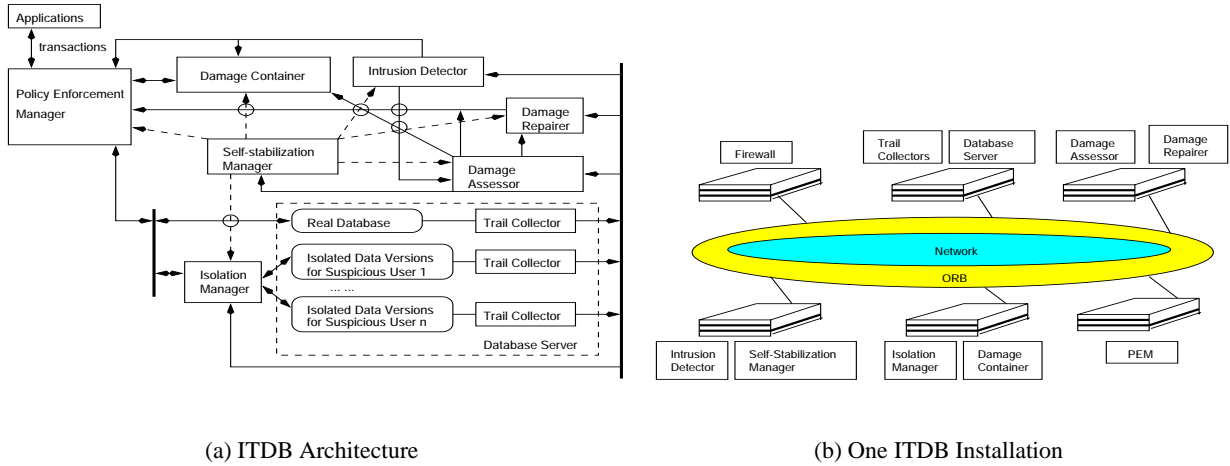 Applications
transactions
Policy Enforcement
Manager
Damage Container
Intrusion Detector
Damage
Repairer
Self-stabilization
Manager
Damage
Assessor
Real Database
Trail Collector
Isolation
Manager
Isolated Data Versions
for Suspicious User 1
Trail Collector
... ...
Isolated Data Versions
for Suspicious User n
Trail Collector
Database Server
(a) ITDB Architecture
Firewall
Trail
Collectors
Database
Server
Damage
Assessor
Damage
Repairer
Network
ORB
Intrusion
Detector
Self-Stabilization
Manager
Isolation
Manager
Damage
Container
PEM
(b) One ITDB Installation